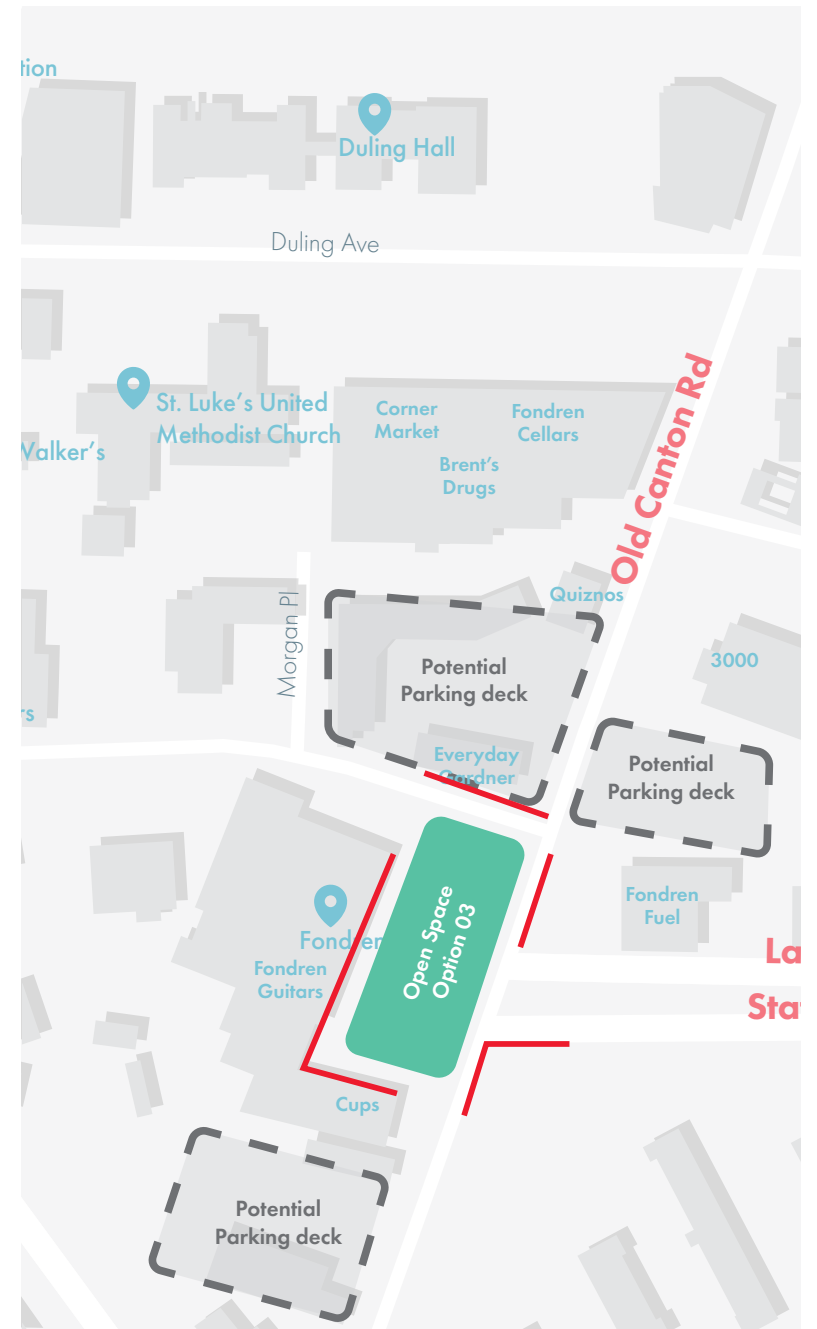 tion
Duling Hall
Duling Ave
Old Canton Rd
St. Luke's United
Methodist Church
Corner
Market
Fondren
Cellars
Brent's
Drugs
Walker's
Quiznos
Morgan Pl
Potential
Parking deck
3000
rs
Everyday
Gardner
Potential
Parking deck
Open Space
Option 03
Fondren
Fuel
Fondren
Fondren
Guitars
La
Sta
Cups
Potential
Parking deck